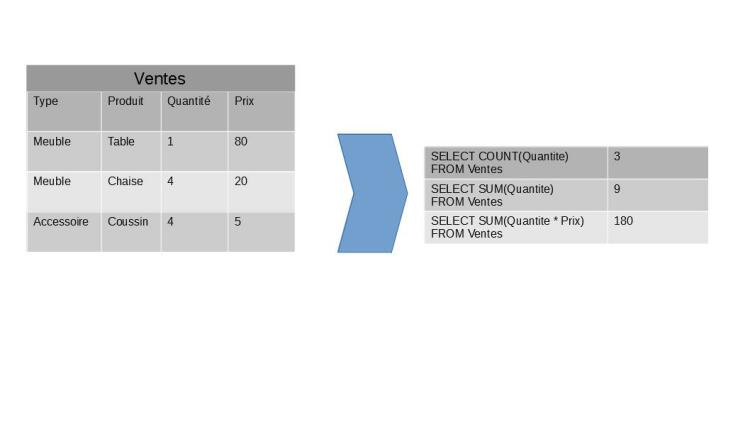 Ventes
Type Produit Quantité Prix
Meuble Table 1 80
Meuble Chaise 4 20
Accessoire Coussin 4 5
SELECT COUNT(Quantite) 3
FROM Ventes
SELECT SUM(Quantite) 9
FROM Ventes
SELECT SUM(Quantite * Prix) 180
FROM Ventes